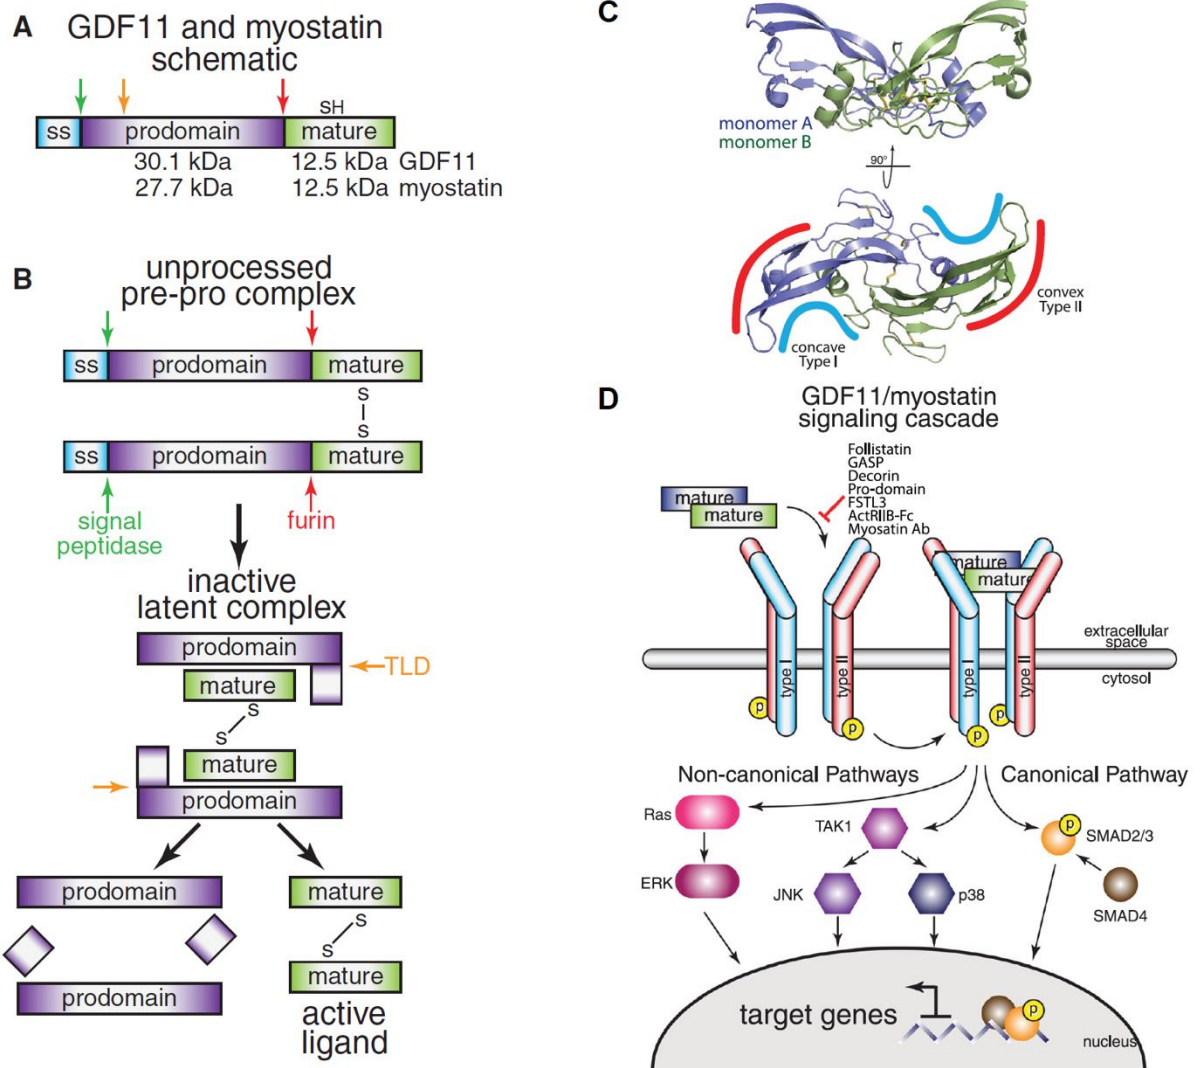 A
GDF11 and myostatin
schematic
SH
ss prodomain mature
30.1 kDa 12.5 kDa GDF11
27.7 kDa 12.5 kDa myostatin
B
unprocessed
pre-pro complex
ss prodomain mature
S
S
ss prodomain mature
signal
peptidase
furin
inactive
latent complex
prodomain
TLD
mature
S
S
mature
prodomain
prodomain
mature
S
S
prodomain
mature
active
ligand
C
monomer A
monomer B
90°
convex
Type II
concave
Type I
D
GDF11/myostatin
signaling cascade
Follistatin
GASP
Decorin
Pro-domain
FSTL3
ActRIIB-Fc
Myosatin Ab
mature
mature
mature
mature
extracellular
space
cytosol
type I
type II
type I
type II
p
p
p
p
Non-canonical Pathways
Canonical Pathway
Ras
TAK1
p
SMAD2/3
ERK
JNK
p38
SMAD4
target genes
p
nucleus